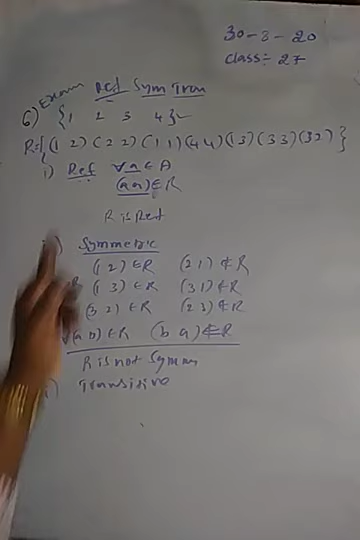 30-8-20
class:- 27
Exam Ref Sym Tran
6) {1 2 3 4}
R={(1 2)(2 2)(1 1)(4 4)(1 3)(3 3)(3 2)}
i) Ref ∀a∈A
(a a)∈R
R is Ref
) Symmetric
(1 2)∈R (2 1)∉R
(1 3)∈R (3 1)∉R
(3 2)∈R (2 3)∉R
(a b)∈R (b a)∉R
R is not Symm
) Transitive